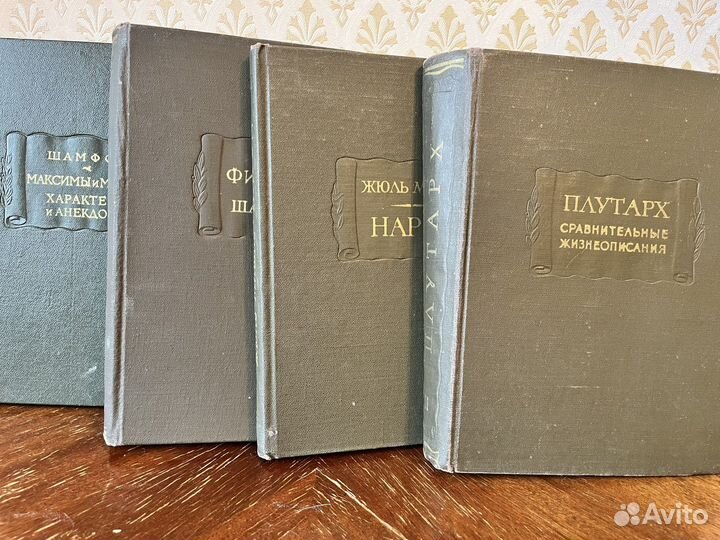 ШАМФО
МАКСИМЫ и М
ХАРАКТЕ
И АНЕКДО
ФИ
ША
ЖЮЛЬ М
НАР
ПЛУТАРХ
ПЛУТАРХ
СРАВНИТЕЛЬНЫЕ
ЖИЗНЕОПИСАНИЯ
Avito